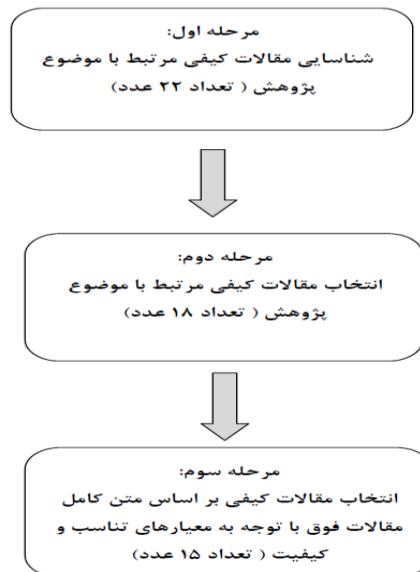 مرحله اول:
شناسایی مقالات کیفی مرتبط با موضوع
پژوهش ( تعداد ۲۲ عدد)
مرحله دوم:
انتخاب مقالات کیفی مرتبط با موضوع
پژوهش ( تعداد ۱۸ عدد)
مرحله سوم:
انتخاب مقالات کیفی بر اساس متن کامل
مقالات فوق با توجه به معیارهای تناسب و
کیفیت ( تعداد ۱۵ عدد)